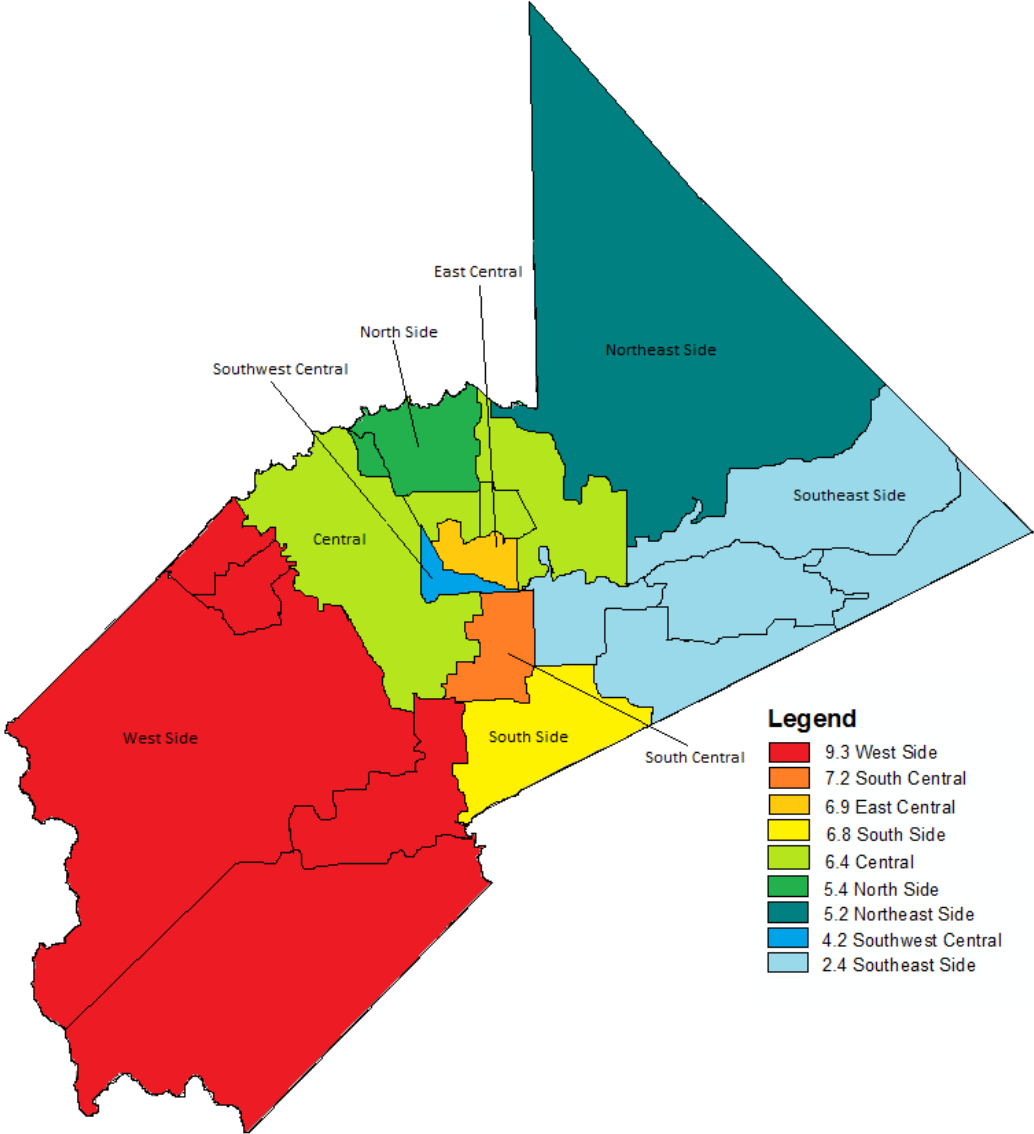 East Central
North Side
Northeast Side
Southwest Central
Southeast Side
Central
West Side
South Side
South Central
Legend
9.3 West Side
7.2 South Central
6.9 East Central
6.8 South Side
6.4 Central
5.4 North Side
5.2 Northeast Side
4.2 Southwest Central
2.4 Southeast Side